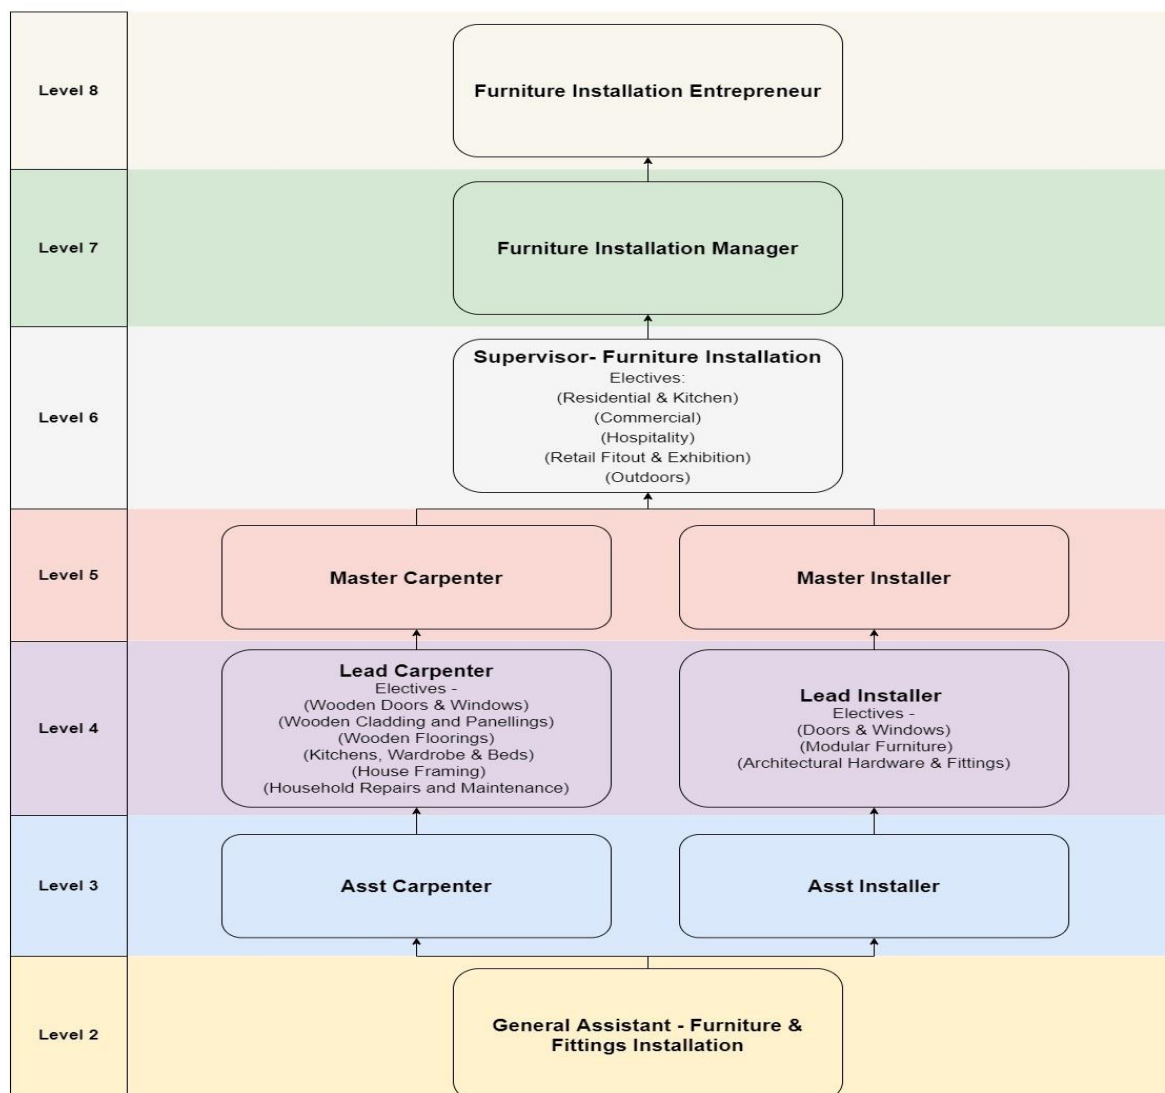 Level 8
Furniture Installation Entrepreneur
Level 7
Furniture Installation Manager
Level 6
Supervisor- Furniture Installation
Electives:
(Residential & Kitchen)
(Commercial)
(Hospitality)
(Retail Fitout & Exhibition)
(Outdoors)
Level 5
Master Carpenter
Master Installer
Level 4
Lead Carpenter
Electives -
(Wooden Doors & Windows)
(Wooden Cladding and Panellings)
(Wooden Floorings)
(Kitchens, Wardrobe & Beds)
(House Framing)
(Household Repairs and Maintenance)
Lead Installer
Electives -
(Doors & Windows)
(Modular Furniture)
(Architectural Hardware & Fittings)
Level 3
Asst Carpenter
Asst Installer
Level 2
General Assistant - Furniture &
Fittings Installation